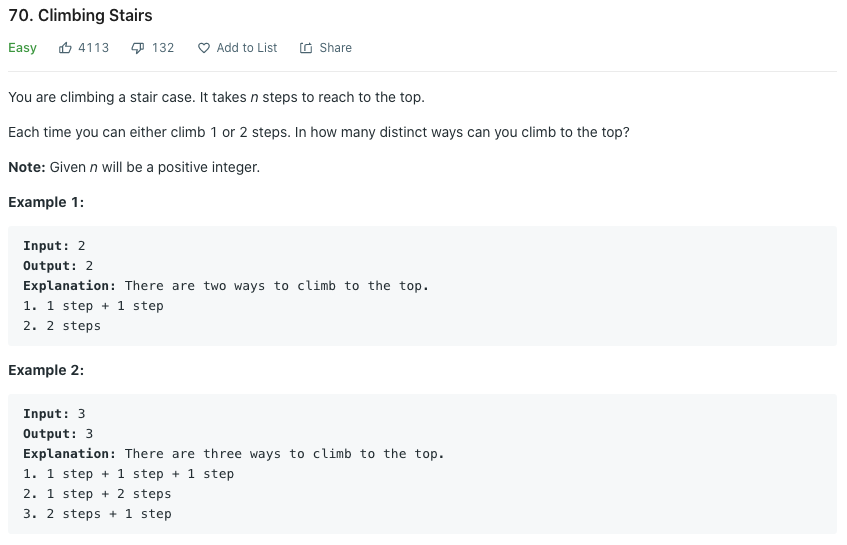 70. Climbing Stairs
Easy 4113 132 Add to List Share
You are climbing a stair case. It takes n steps to reach to the top.
Each time you can either climb 1 or 2 steps. In how many distinct ways can you climb to the top?
Note: Given n will be a positive integer.
Example 1:
Input: 2
Output: 2
Explanation: There are two ways to climb to the top.
1. 1 step + 1 step
2. 2 steps
Example 2:
Input: 3
Output: 3
Explanation: There are three ways to climb to the top.
1. 1 step + 1 step + 1 step
2. 1 step + 2 steps
3. 2 steps + 1 step